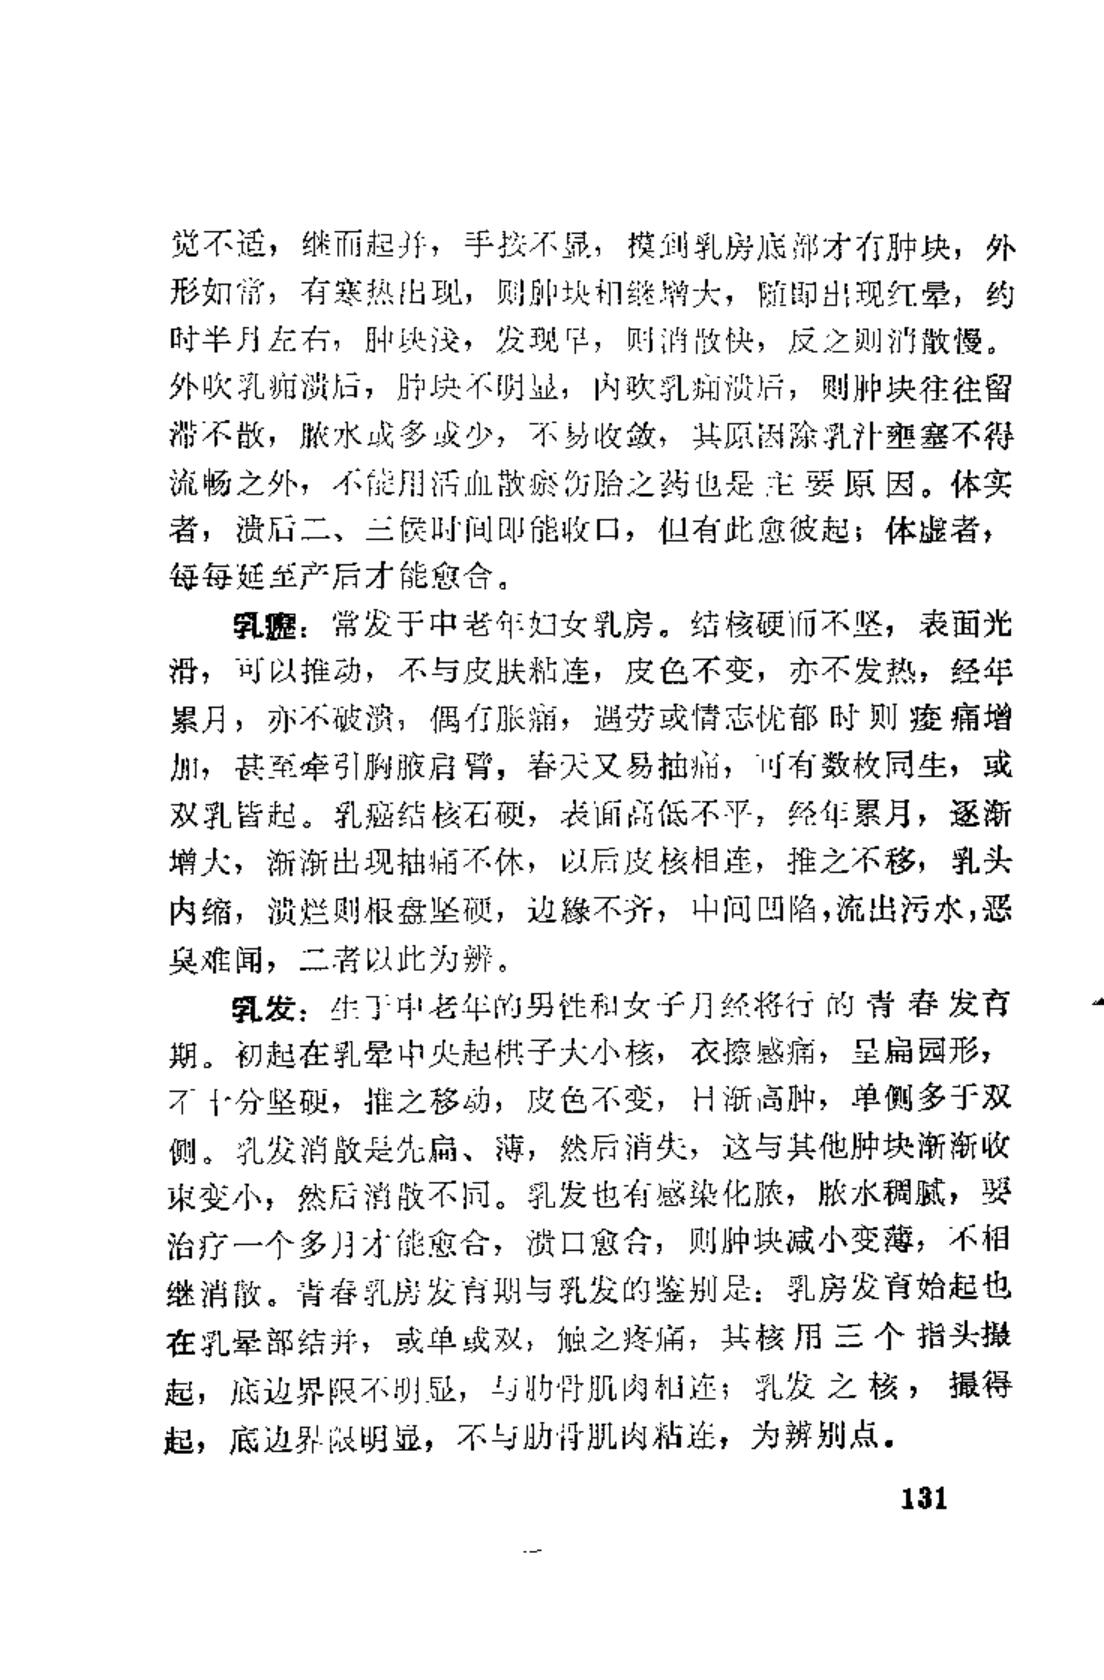 觉不适，继而起并，手按不显，摸到乳房底部才有肿块，外
形如常，有寒热出现，则肿块相继增大，随即出现红晕，约
时半月左右，肿块浅，发现早，则消散快，反之则消散慢。
外吹乳痈溃后，肿块不明显，内吹乳痈溃后，则肿块往往留
滞不散，脓水或多或少，不易收敛，其原因除乳汁壅塞不得
流畅之外，不能用活血散瘀伤胎之药也是主要原因。体实
者，溃后二、三候时间即能收口，但有此愈彼起；体虚者，
每每延至产后才能愈合。
乳癧：常发于中老年妇女乳房。结核硬而不坚，表面光
滑，可以推动，不与皮肤粘连，皮色不变，亦不发热，经年
累月，亦不破溃，偶有胀痛，遇劳或情志忧郁时则痠痛增
加，甚至牵引胸腋肩臂，春天又易抽痛，可有数枚同生，或
双乳皆起。乳癌结核石硬，表面高低不平，经年累月，逐渐
增大，渐渐出现抽痛不休，以后皮核相连，推之不移，乳头
内缩，溃烂则根盘坚硬，边缘不齐，中间凹陷，流出污水，恶
臭难闻，二者以此为辨。
乳发：生于中老年的男性和女子月经将行的青春发育
期。初起在乳晕中央起棋子大小核，衣擦感痛，呈扁园形，
不十分坚硬，推之移动，皮色不变，日渐高肿，单侧多于双
侧。乳发消散是先扁、薄，然后消失，这与其他肿块渐渐收
束变小，然后消散不同。乳发也有感染化脓，脓水稠腻，要
治疗一个多月才能愈合，溃口愈合，则肿块减小变薄，不相
继消散。青春乳房发育期与乳发的鉴别是：乳房发育始起也
在乳晕部结并，或单或双，触之疼痛，其核用三个指头撮
起，底边界限不明显，与肋骨肌肉相连；乳发之核，撮得
起，底边界限明显，不与肋骨肌肉粘连，为辨别点。
131